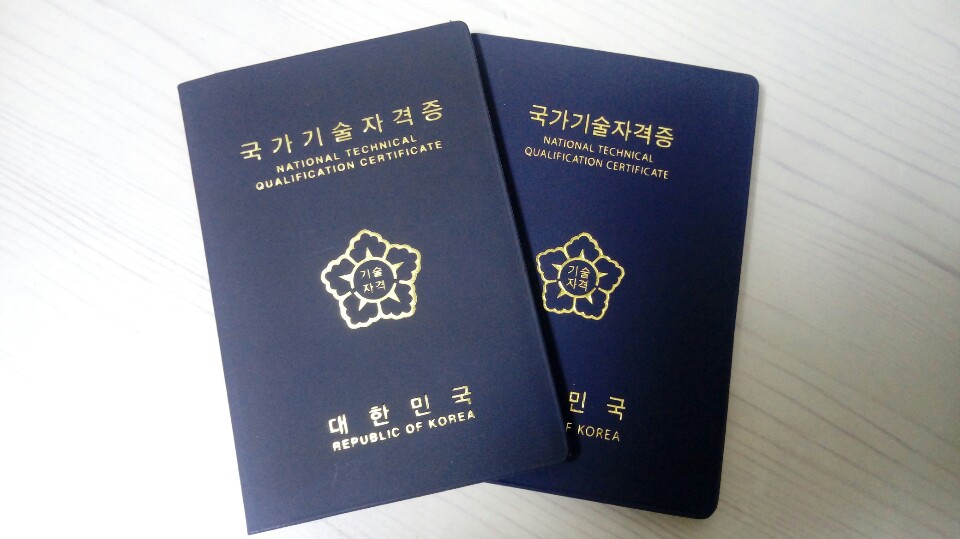 국가기술자격증
NATIONAL TECHNICAL
QUALIFICATION CERTIFICATE
기술
자격
대한민국
REPUBLIC OF KOREA
국가기술자격증
NATIONAL TECHNICAL
QUALIFICATION CERTIFICATE
기술
자격
민국
F KOREA